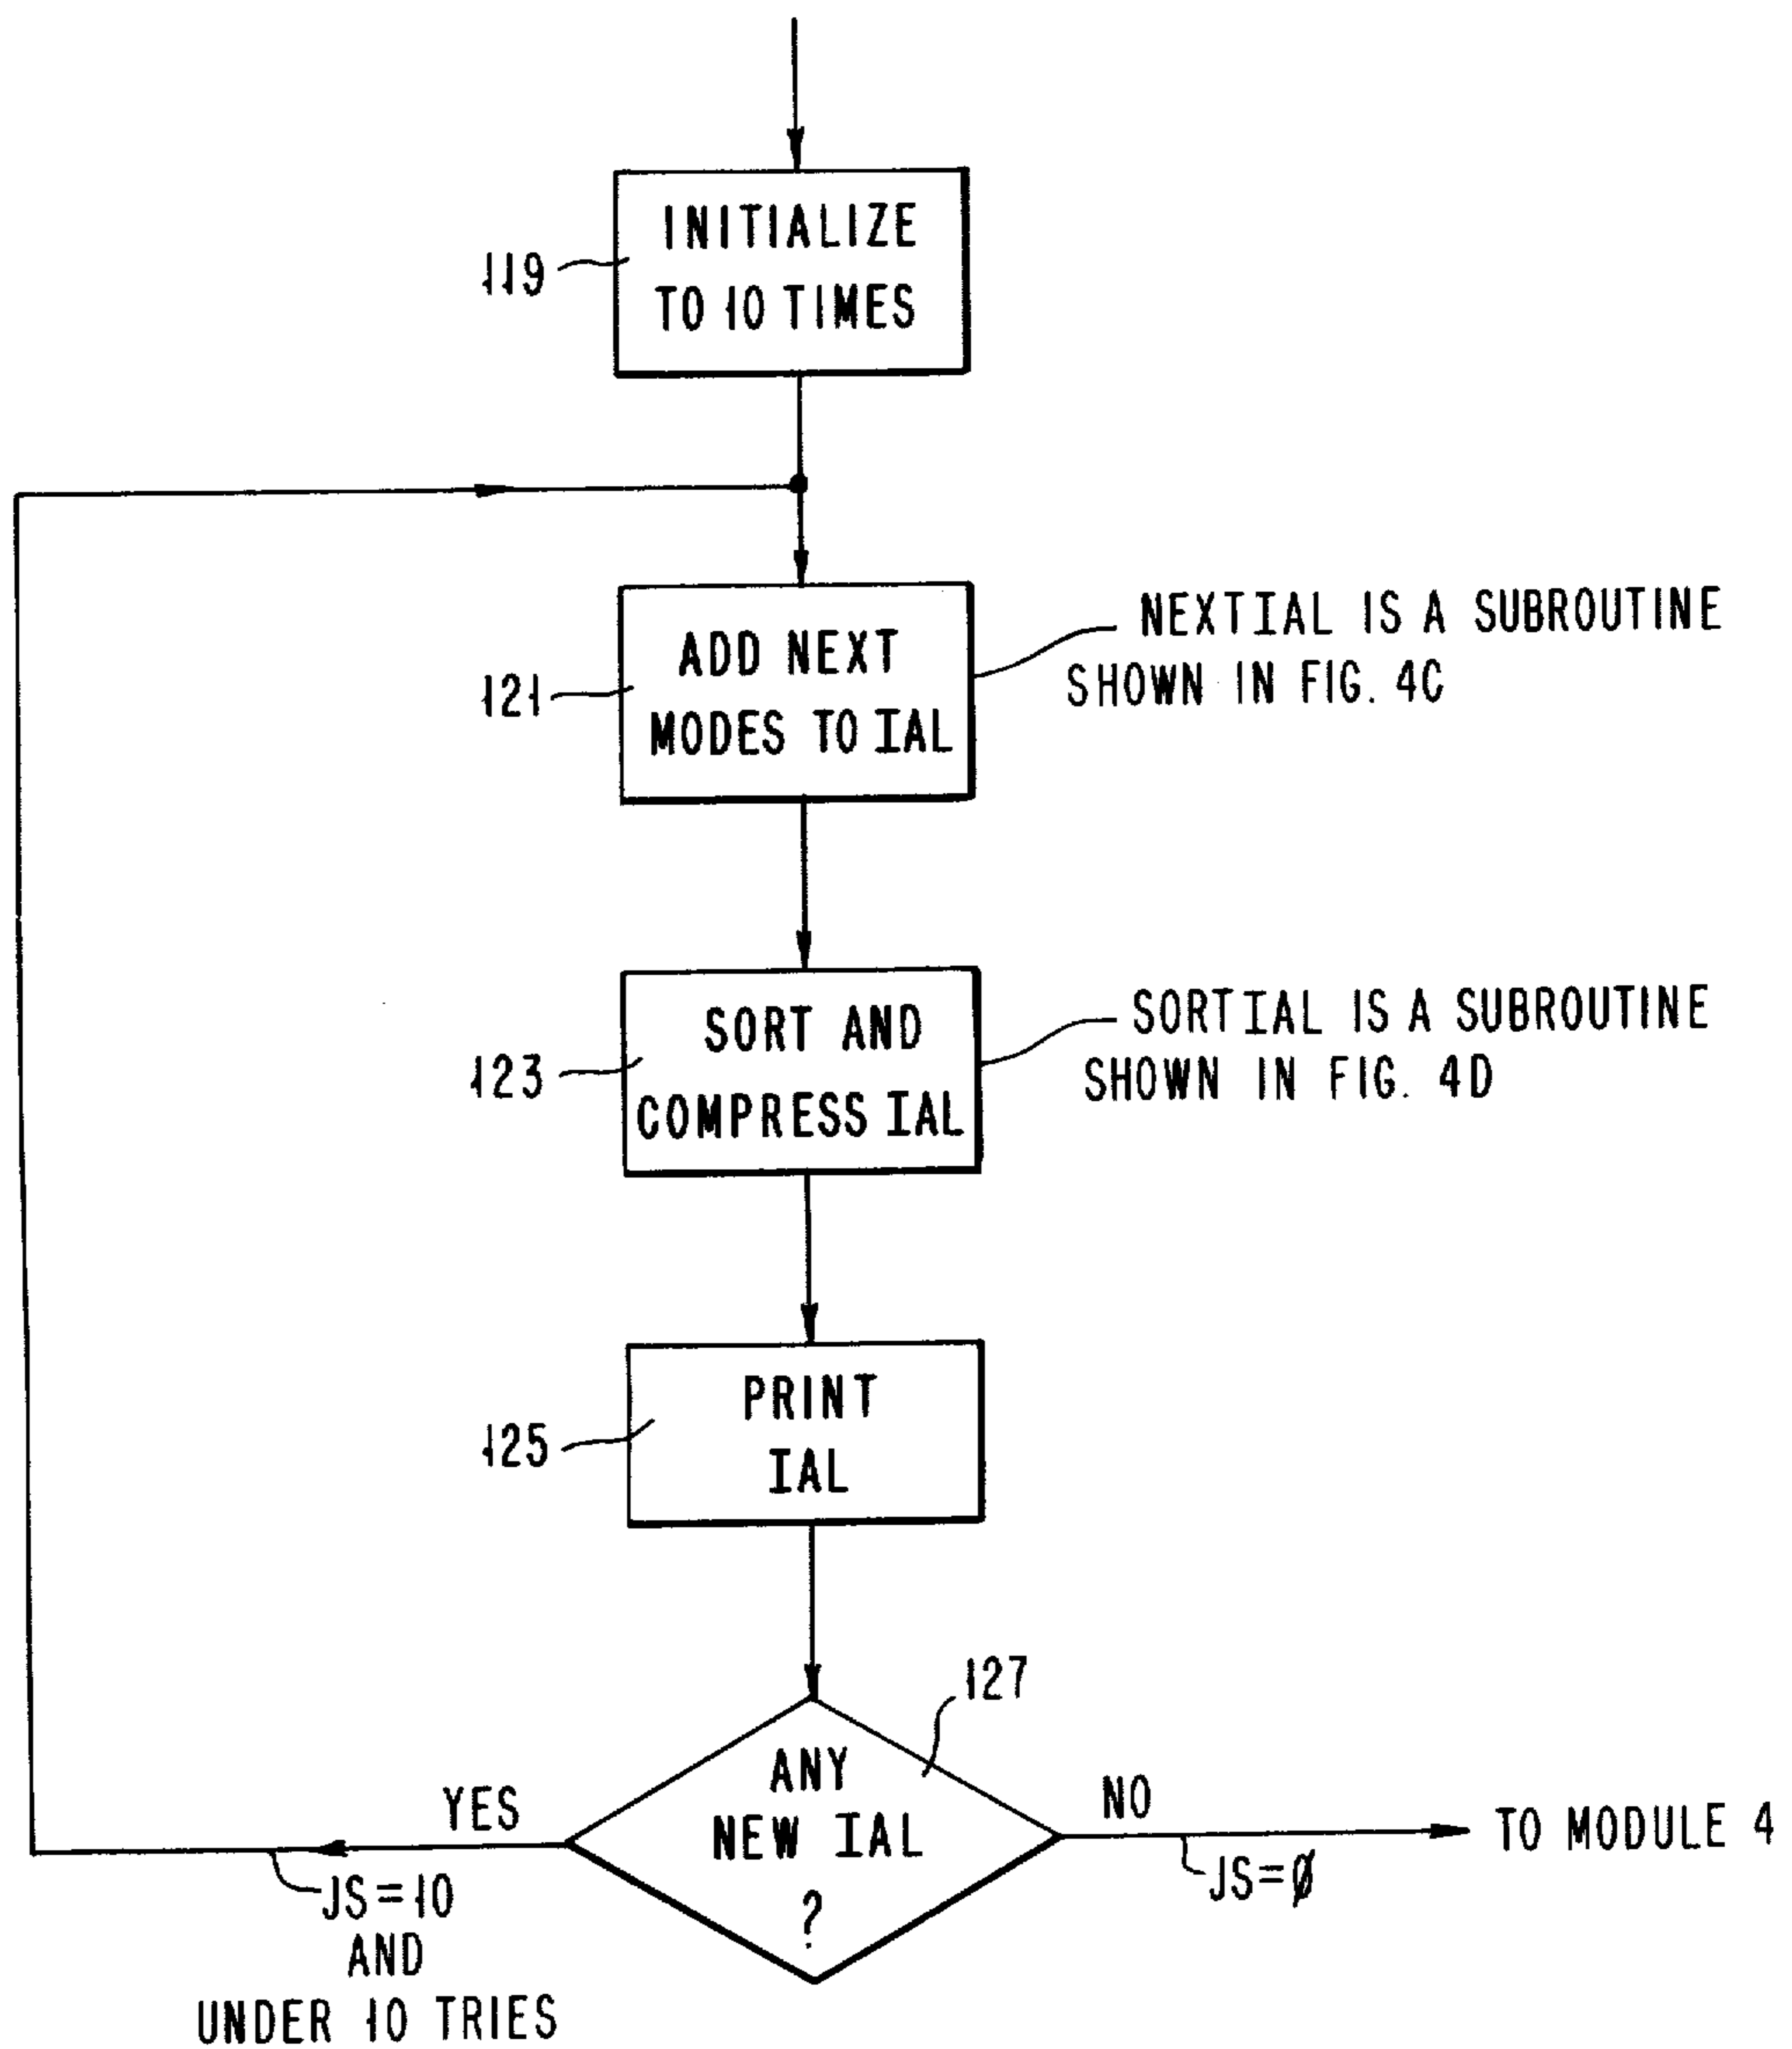 INITIALIZE
TO 10 TIMES
119
ADD NEXT
MODES TO IAL
121
NEXTIAL IS A SUBROUTINE
SHOWN IN FIG. 4C
SORT AND
COMPRESS IAL
123
SORTIAL IS A SUBROUTINE
SHOWN IN FIG. 4D
PRINT
IAL
125
127
ANY
NEW IAL
?
YES
JS=10
AND
UNDER 10 TRIES
NO
JS=Ø
TO MODULE 4